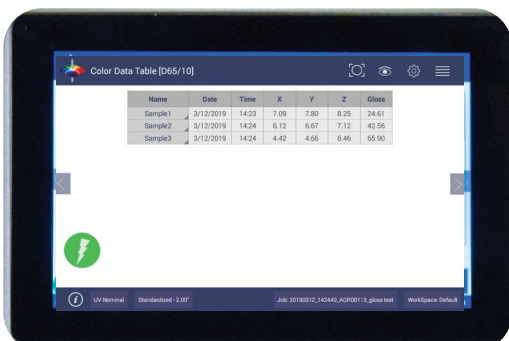 Color Data Table [D65/10]
Name Date Time X Y Z Gloss
Sample1 3/12/2019 14:23 7.09 7.80 8.25 24.61
Sample2 3/12/2019 14:24 6.12 6.67 7.12 42.56
Sample3 3/12/2019 14:24 4.42 4.66 6.46 65.90
i UV Nominal Standardized - 2.00" Job: 20190312_142440_AGR00113_gloss test WorkSpace: Default